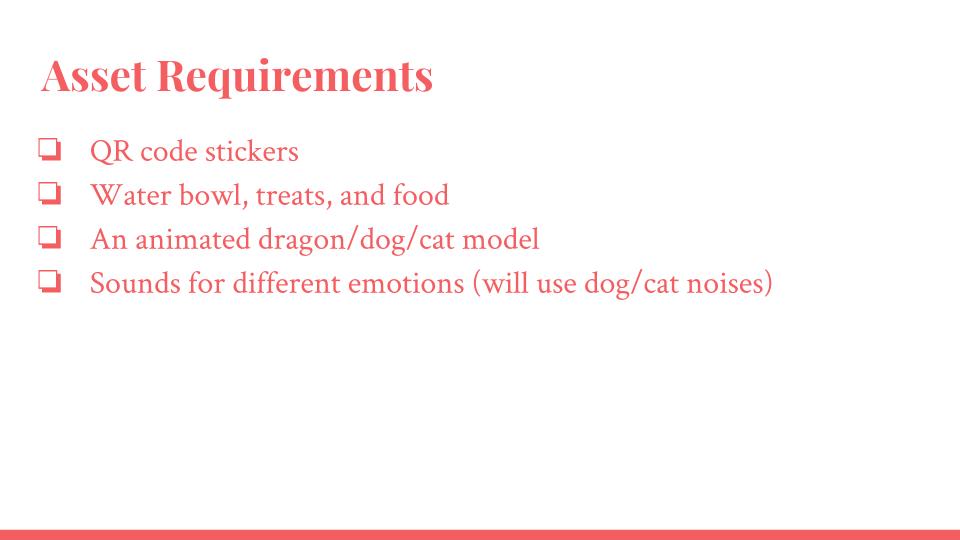 Asset Requirements
❏ QR code stickers
❏ Water bowl, treats, and food
❏ An animated dragon/dog/cat model
❏ Sounds for different emotions (will use dog/cat noises)